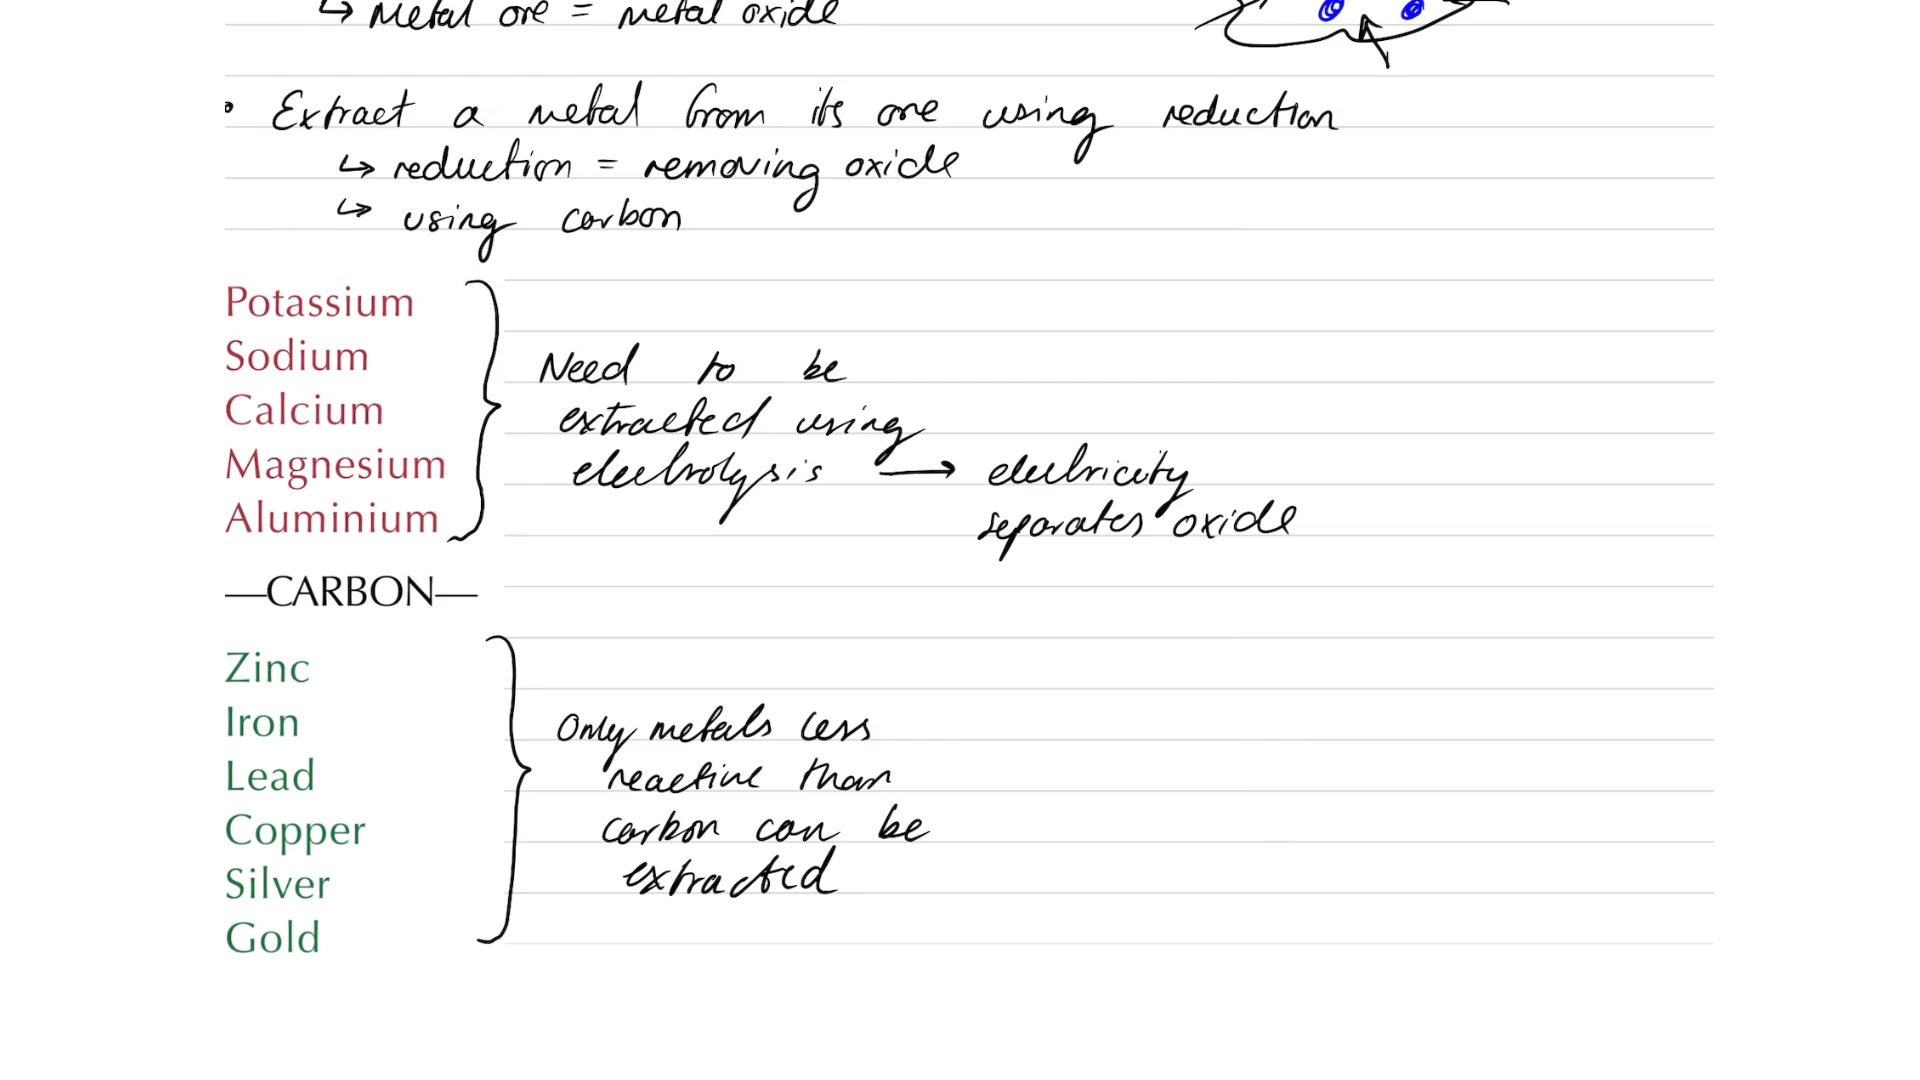 ↳ Metal ore = metal oxide
• Extract a metal from its ore using reduction
↳ reduction = removing oxide
↳ using carbon
Potassium
Sodium
Calcium
Magnesium
Aluminium
Need to be
extracted using
electrolysis → electricity
separates oxide
—CARBON—
Zinc
Iron
Lead
Copper
Silver
Gold
Only metals less
reactive than
carbon can be
extracted